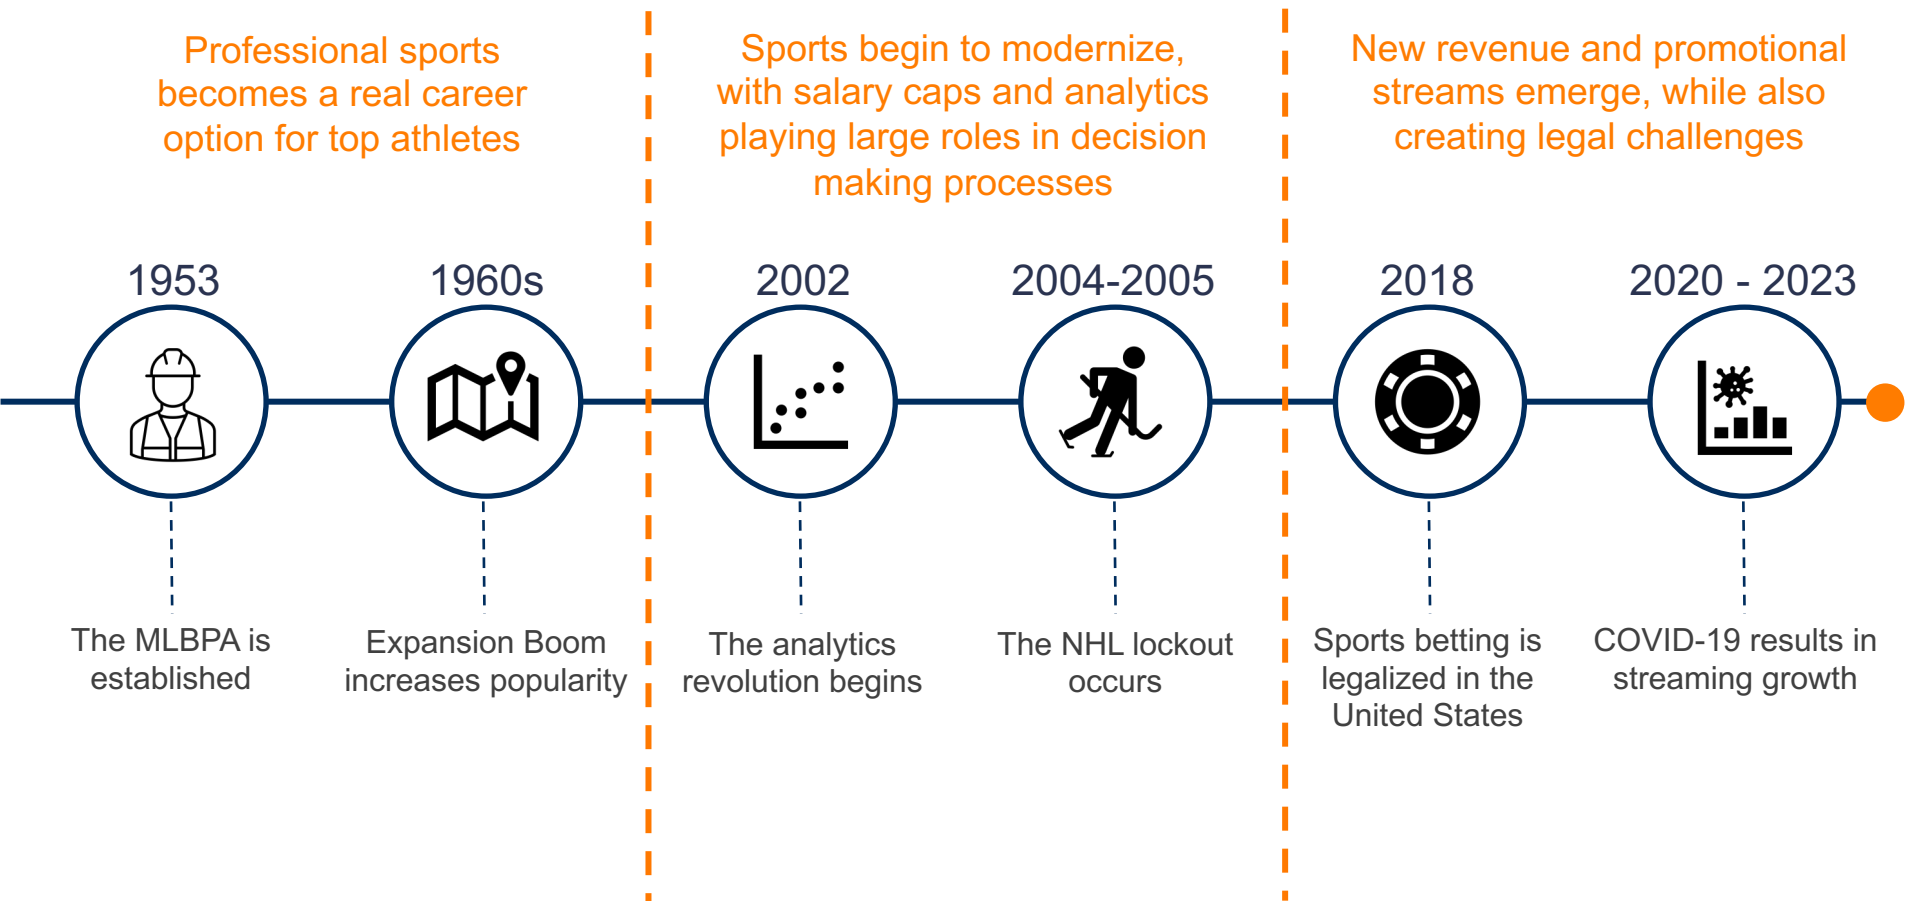 Professional sports
becomes a real career
option for top athletes
Sports begin to modernize,
with salary caps and analytics
playing large roles in decision
making processes
New revenue and promotional
streams emerge, while also
creating legal challenges
1953
1960s
2002
2004-2005
2018
2020 - 2023
The MLBPA is
established
Expansion Boom
increases popularity
The analytics
revolution begins
The NHL lockout
occurs
Sports betting is
legalized in the
United States
COVID-19 results in
streaming growth